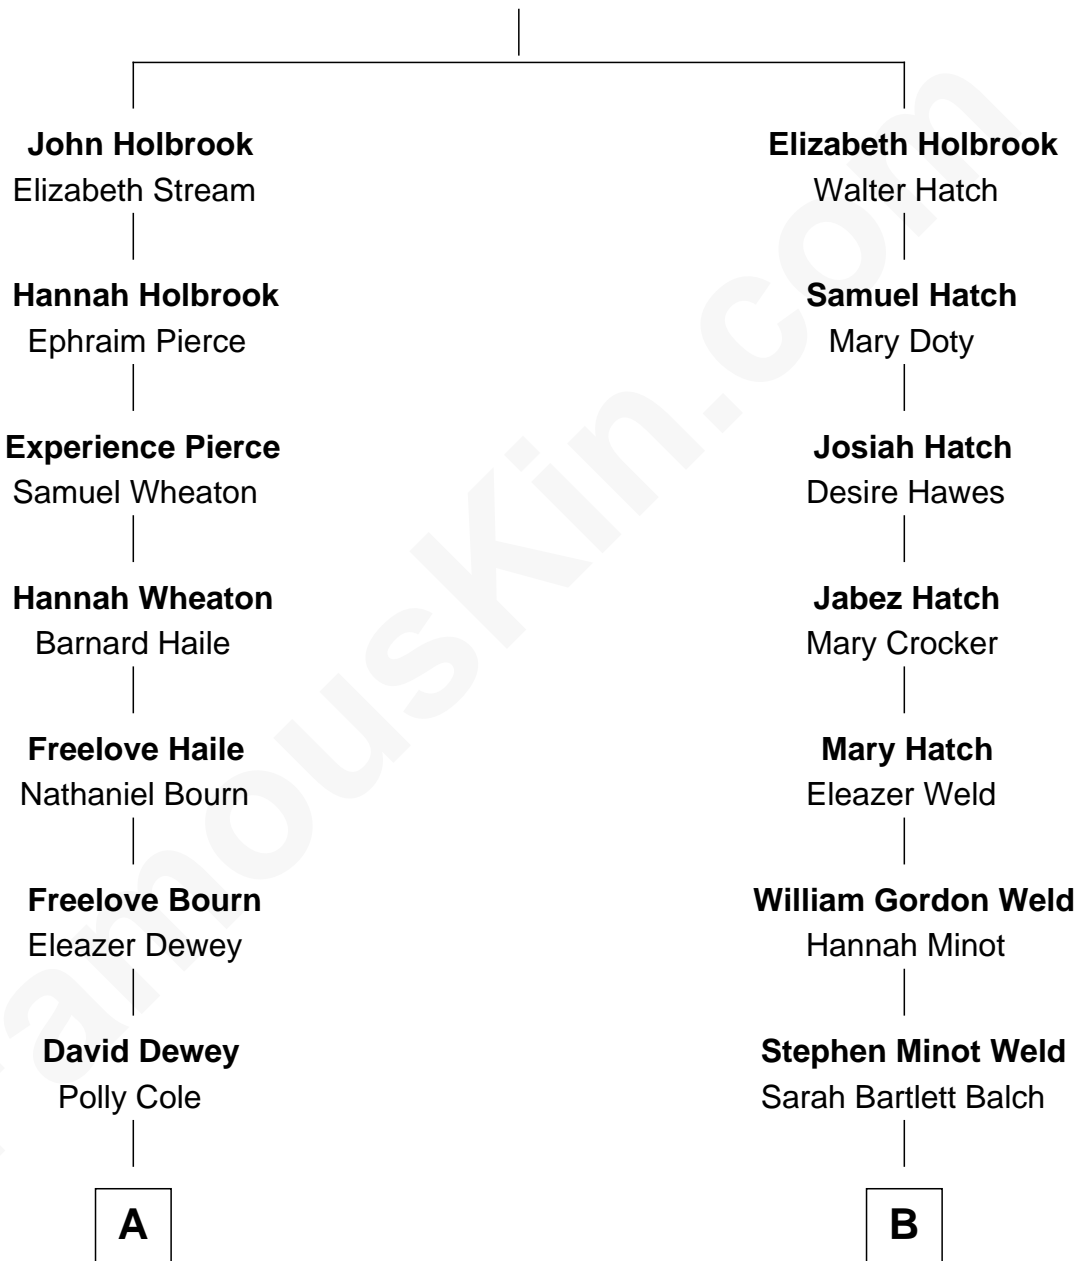 John Holbrook
Elizabeth Stream
Hannah Holbrook
Ephraim Pierce
Experience Pierce
Samuel Wheaton
Hannah Wheaton
Barnard Haile
Freelove Haile
Nathaniel Bourn
Freelove Bourn
Eleazer Dewey
David Dewey
Polly Cole
A
Elizabeth Holbrook
Walter Hatch
Samuel Hatch
Mary Doty
Josiah Hatch
Desire Hawes
Jabez Hatch
Mary Crocker
Mary Hatch
Eleazer Weld
William Gordon Weld
Hannah Minot
Stephen Minot Weld
Sarah Bartlett Balch
B
FamousKin.com